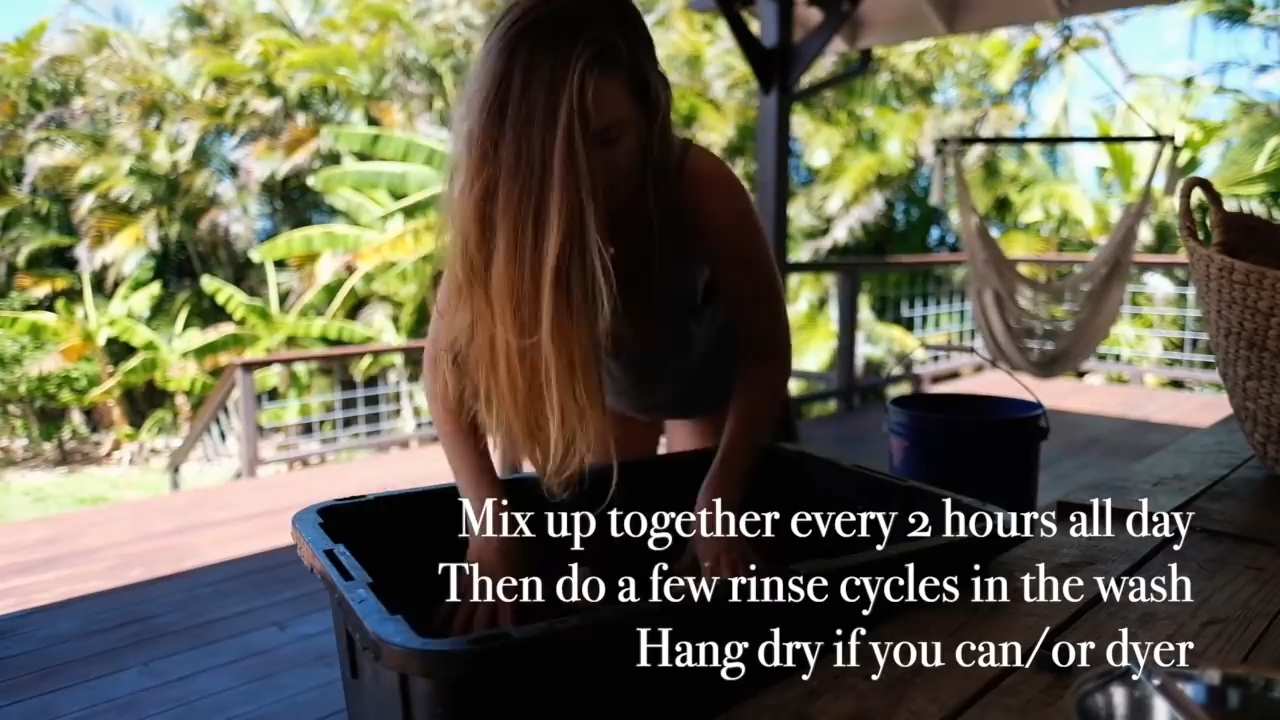 Mix up together every 2 hours all day
Then do a few rinse cycles in the wash
Hang dry if you can/or dyer